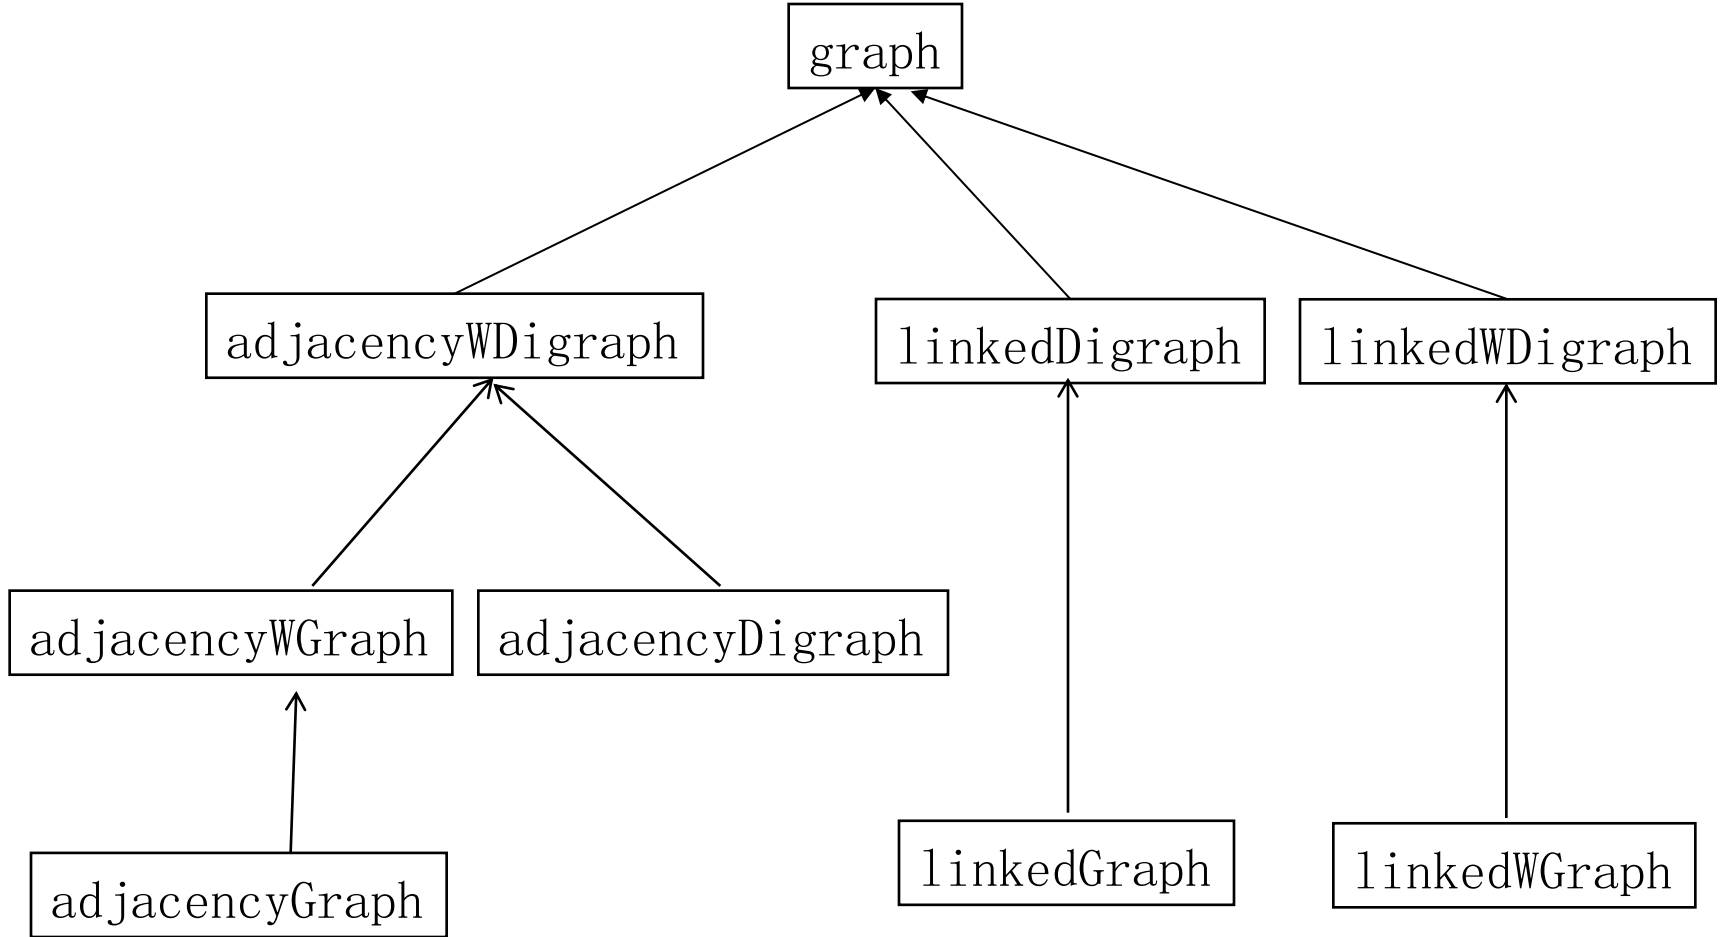 graph
adjacencyWDigraph
linkedDigraph
linkedWDigraph
adjacencyWGraph
adjacencyDigraph
linkedGraph
linkedWGraph
adjacencyGraph